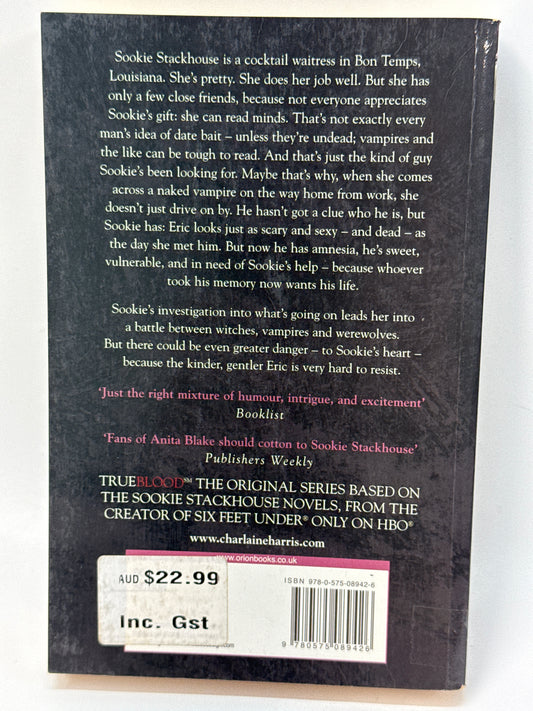 Sookie Stackhouse is a cocktail waitress in Bon Temps,
Louisiana. She's pretty. She does her job well. But she has
only a few close friends, because not everyone appreciates
Sookie's gift: she can read minds. That's not exactly every
man's idea of date bait – unless they're undead; vampires and
the like can be tough to read. And that's just the kind of guy
Sookie's been looking for. Maybe that's why, when she comes
across a naked vampire on the way home from work, she
doesn't just drive on by. He hasn't got a clue who he is, but
Sookie has: Eric looks just as scary and sexy – and dead – as
the day she met him. But now he has amnesia, he's sweet,
vulnerable, and in need of Sookie's help – because whoever
took his memory now wants his life.
Sookie's investigation into what's going on leads her into
a battle between witches, vampires and werewolves.
But there could be even greater danger – to Sookie's heart –
because the kinder, gentler Eric is very hard to resist.
'Just the right mixture of humour, intrigue, and excitement'
Booklist
'Fans of Anita Blake should cotton to Sookie Stackhouse'
Publishers Weekly
TRUEBLOOD℠ THE ORIGINAL SERIES BASED ON
THE SOOKIE STACKHOUSE NOVELS, FROM THE
CREATOR OF SIX FEET UNDER® ONLY ON HBO®
www.charlaineharris.com
www.orionbooks.co.uk
AUD $22.99
Inc. Gst
ISBN 978-0-575-08942-6
9 780575 089426